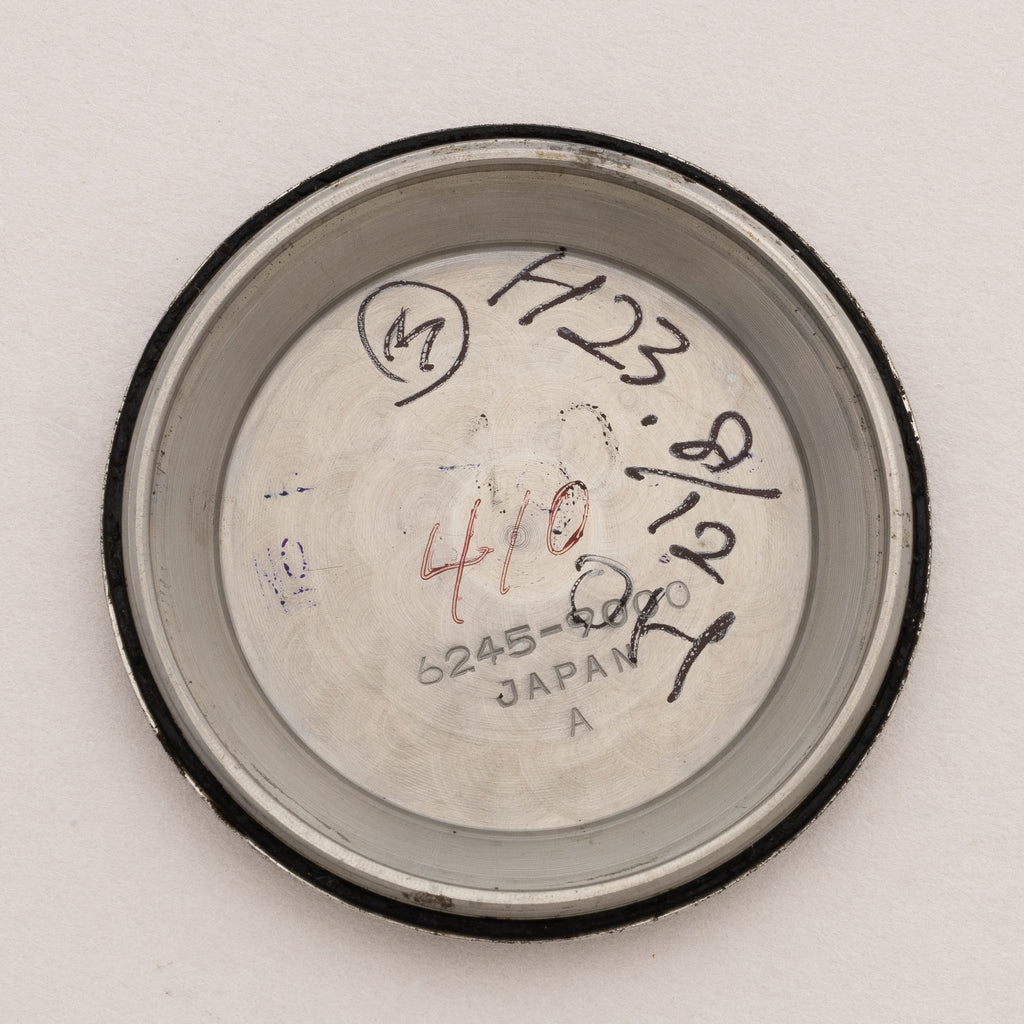 Ⓜ H23.8/12 OH
410
6245-9000
JAPAN
A